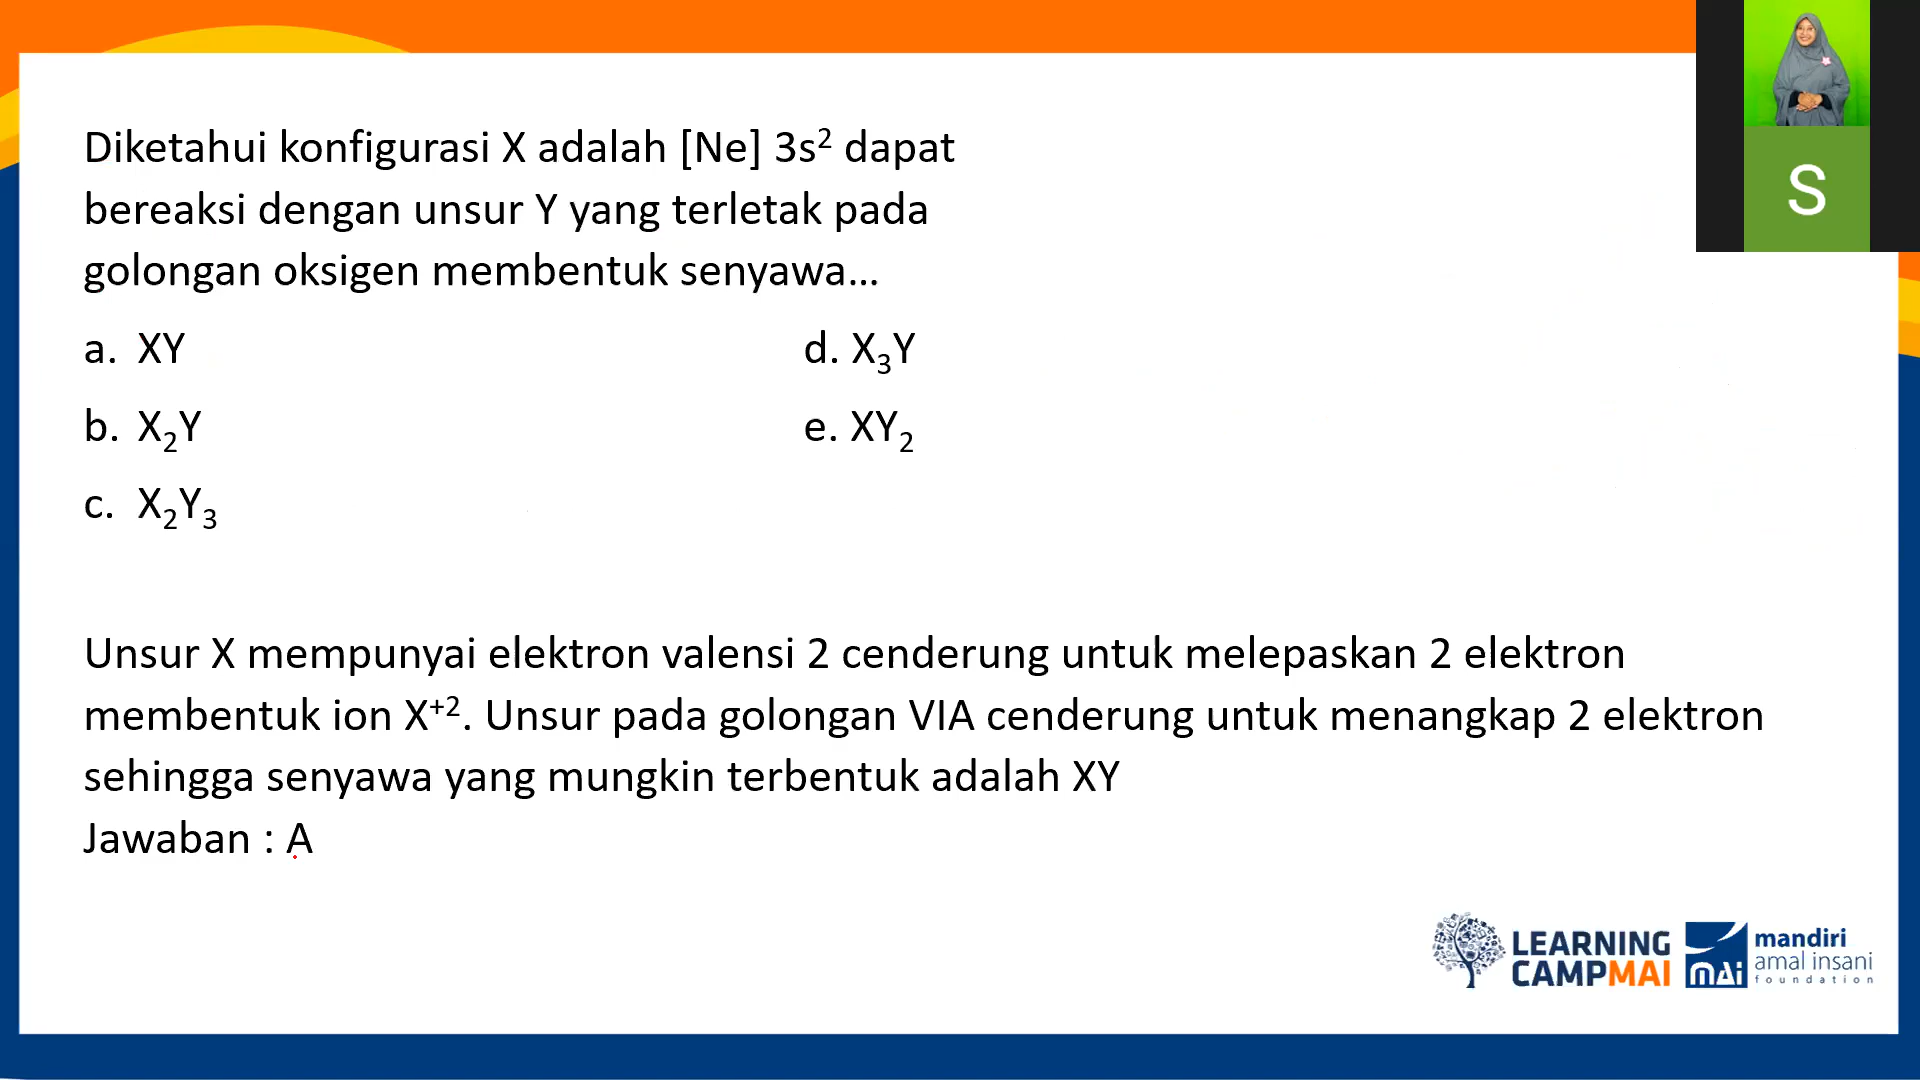 Diketahui konfigurasi X adalah [Ne] 3s² dapat
bereaksi dengan unsur Y yang terletak pada
golongan oksigen membentuk senyawa...
a. XY
b. X₂Y
c. X₂Y₃
d. X₃Y
e. XY₂
Unsur X mempunyai elektron valensi 2 cenderung untuk melepaskan 2 elektron
membentuk ion X⁺². Unsur pada golongan VIA cenderung untuk menangkap 2 elektron
sehingga senyawa yang mungkin terbentuk adalah XY
Jawaban : A
S
LEARNING
CAMPMAI
mai
mandiri
amal insani
foundation